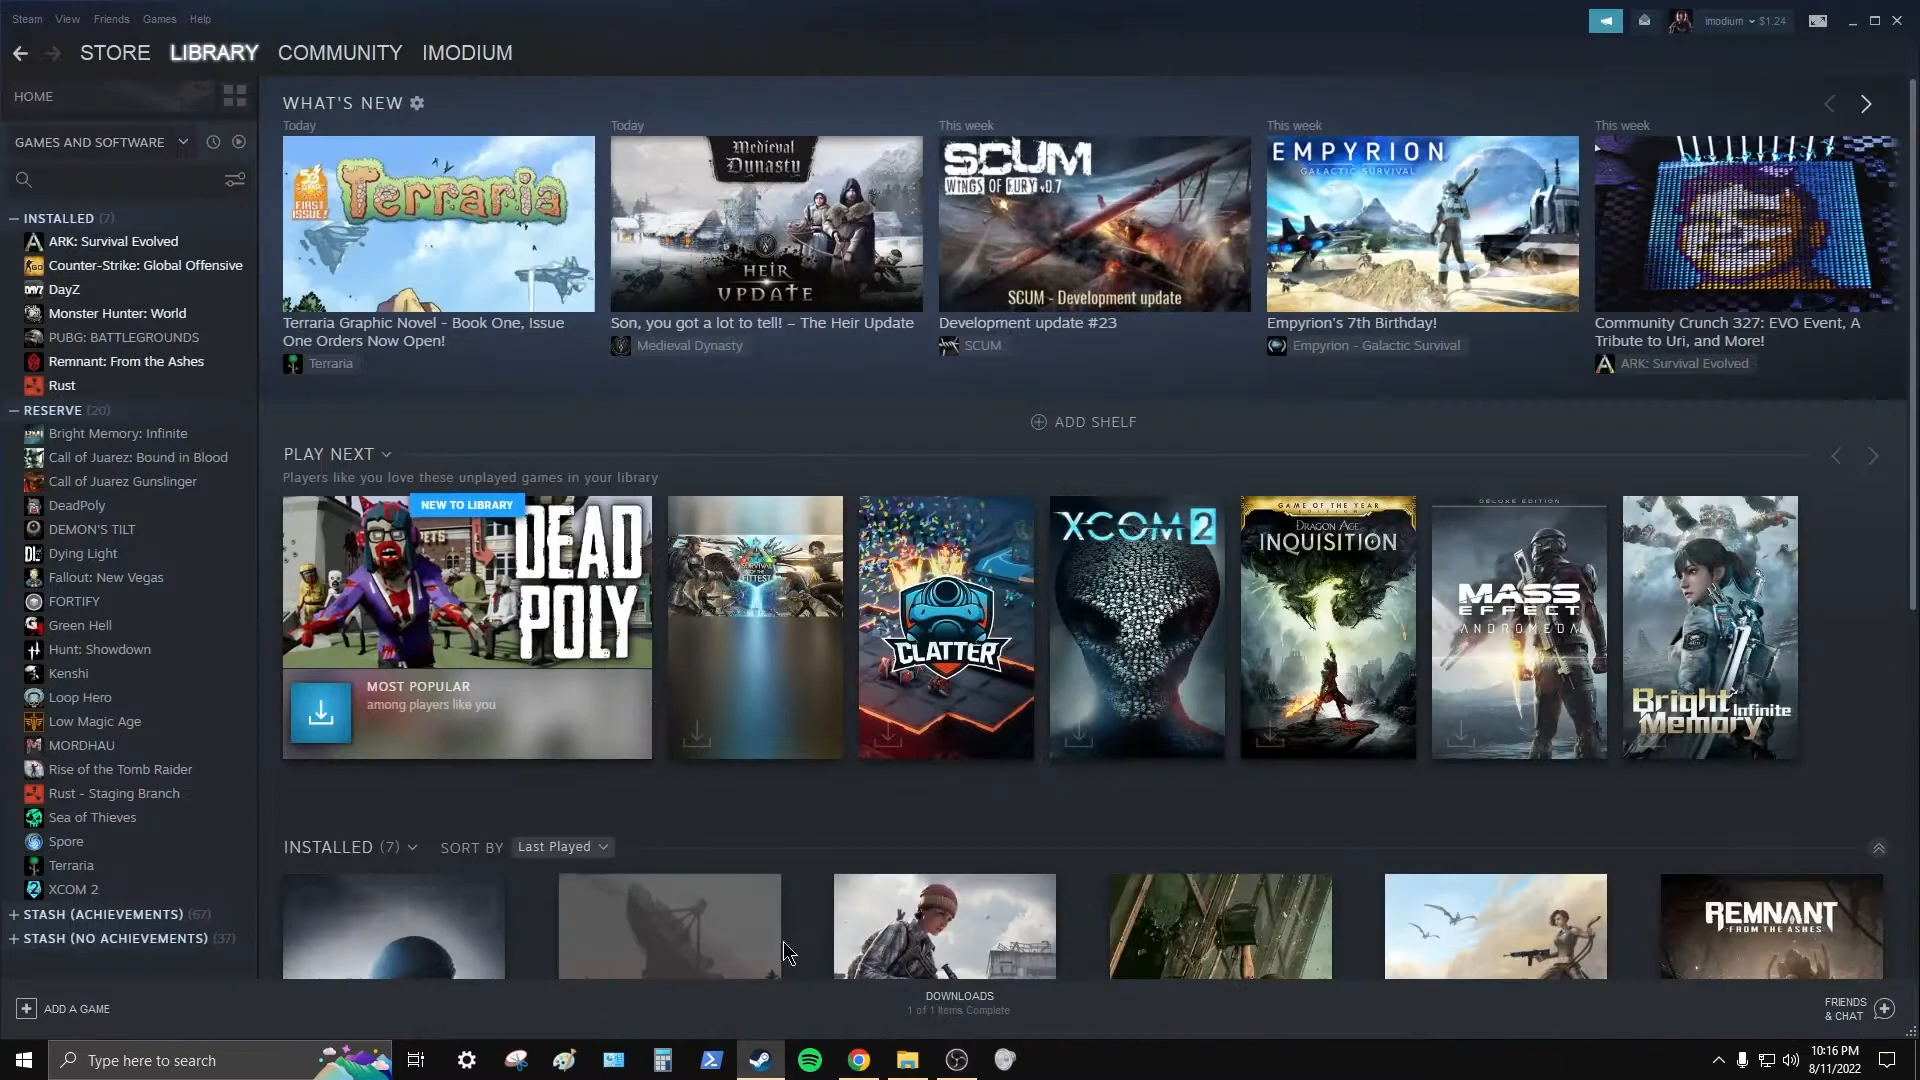 Steam View Friends Games Help
imodium $1.24
STORE LIBRARY COMMUNITY IMODIUM
HOME
GAMES AND SOFTWARE
INSTALLED (7)
ARK: Survival Evolved
Counter-Strike: Global Offensive
DayZ
Monster Hunter: World
PUBG: BATTLEGROUNDS
Remnant: From the Ashes
Rust
RESERVE (20)
Bright Memory: Infinite
Call of Juarez: Bound in Blood
Call of Juarez Gunslinger
DeadPoly
DEMON'S TILT
Dying Light
Fallout: New Vegas
FORTIFY
Green Hell
Hunt: Showdown
Kenshi
Loop Hero
Low Magic Age
MORDHAU
Rise of the Tomb Raider
Rust - Staging Branch
Sea of Thieves
Spore
Terraria
XCOM 2
STASH (ACHIEVEMENTS) (67)
STASH (NO ACHIEVEMENTS) (37)
ADD A GAME
WHAT'S NEW
Today
FIRST
ISSUE!
Terraria
Terraria Graphic Novel - Book One, Issue
One Orders Now Open!
Terraria
Today
Medieval
Dynasty
HEIR
UPDATE
Son, you got a lot to tell! – The Heir Update
Medieval Dynasty
This week
SCUM
WINGS OF FURY v0.7
SCUM - Development update
Development update #23
SCUM
This week
EMPYRION
GALACTIC SURVIVAL
Empyrion's 7th Birthday!
Empyrion - Galactic Survival
This week
Community Crunch 327: EVO Event, A
Tribute to Uri, and More!
ARK: Survival Evolved
ADD SHELF
PLAY NEXT
Players like you love these unplayed games in your library
NEW TO LIBRARY
PETS
DEAD
POLY
MOST POPULAR
among players like you
SURVIVAL
OF THE
FITTEST
CLATTER
XCOM 2
GAME OF THE YEAR
EDITION
DRAGON AGE
INQUISITION
DELUXE EDITION
MASS
EFFECT
ANDROMEDA
Bright
Memory
Infinite
INSTALLED (7) SORT BY Last Played
REMNANT
FROM THE ASHES
DOWNLOADS
1 of 1 Items Complete
FRIENDS
& CHAT
Type here to search
10:16 PM
8/11/2022